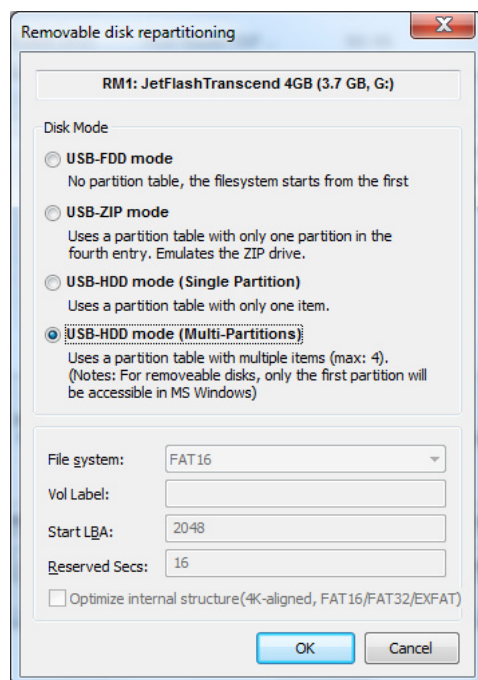 Removable disk repartitioning
RM1: JetFlashTranscend 4GB (3.7 GB, G:)
Disk Mode
USB-FDD mode
No partition table, the filesystem starts from the first
USB-ZIP mode
Uses a partition table with only one partition in the
fourth entry. Emulates the ZIP drive.
USB-HDD mode (Single Partition)
Uses a partition table with only one item.
USB-HDD mode (Multi-Partitions)
Uses a partition table with multiple items (max: 4).
(Notes: For removeable disks, only the first partition will
be accessible in MS Windows)
File system: FAT16
Vol Label:
Start LBA: 2048
Reserved Secs: 16
Optimize internal structure(4K-aligned, FAT16/FAT32/EXFAT)
OK Cancel